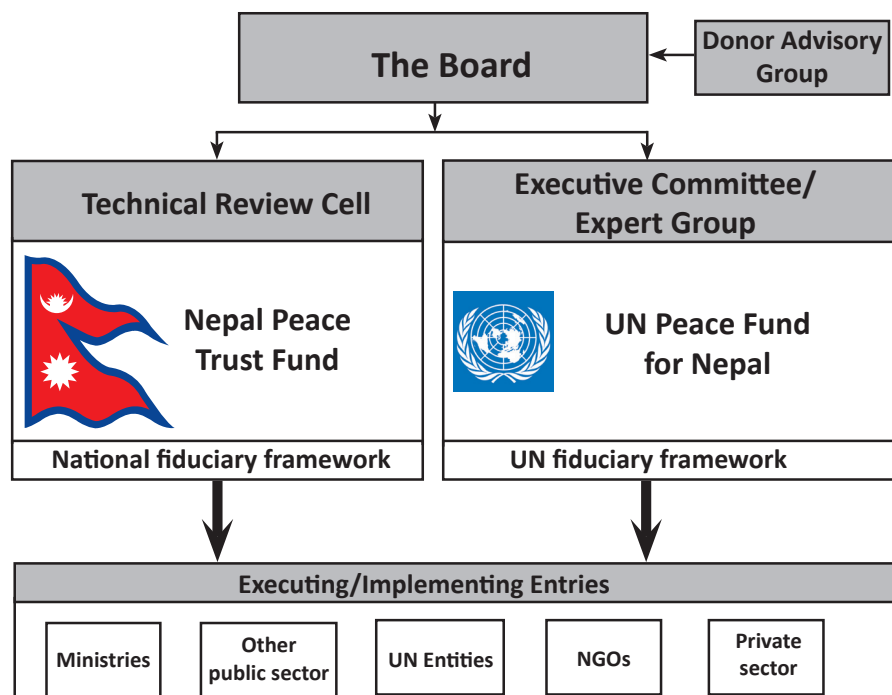 The Board
Donor Advisory
Group
Technical Review Cell
Executive Committee/
Expert Group
Nepal Peace
Trust Fund
UN Peace Fund
for Nepal
National fiduciary framework
UN fiduciary framework
Executing/Implementing Entries
Ministries
Other
public sector
UN Entities
NGOs
Private
sector